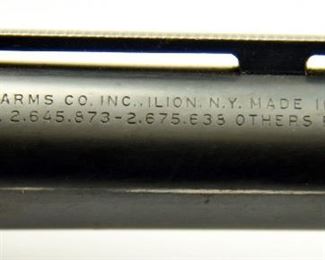 ARMS CO. INC., ILION, N.Y. MADE I
2.645.873-2.675.638 OTHERS